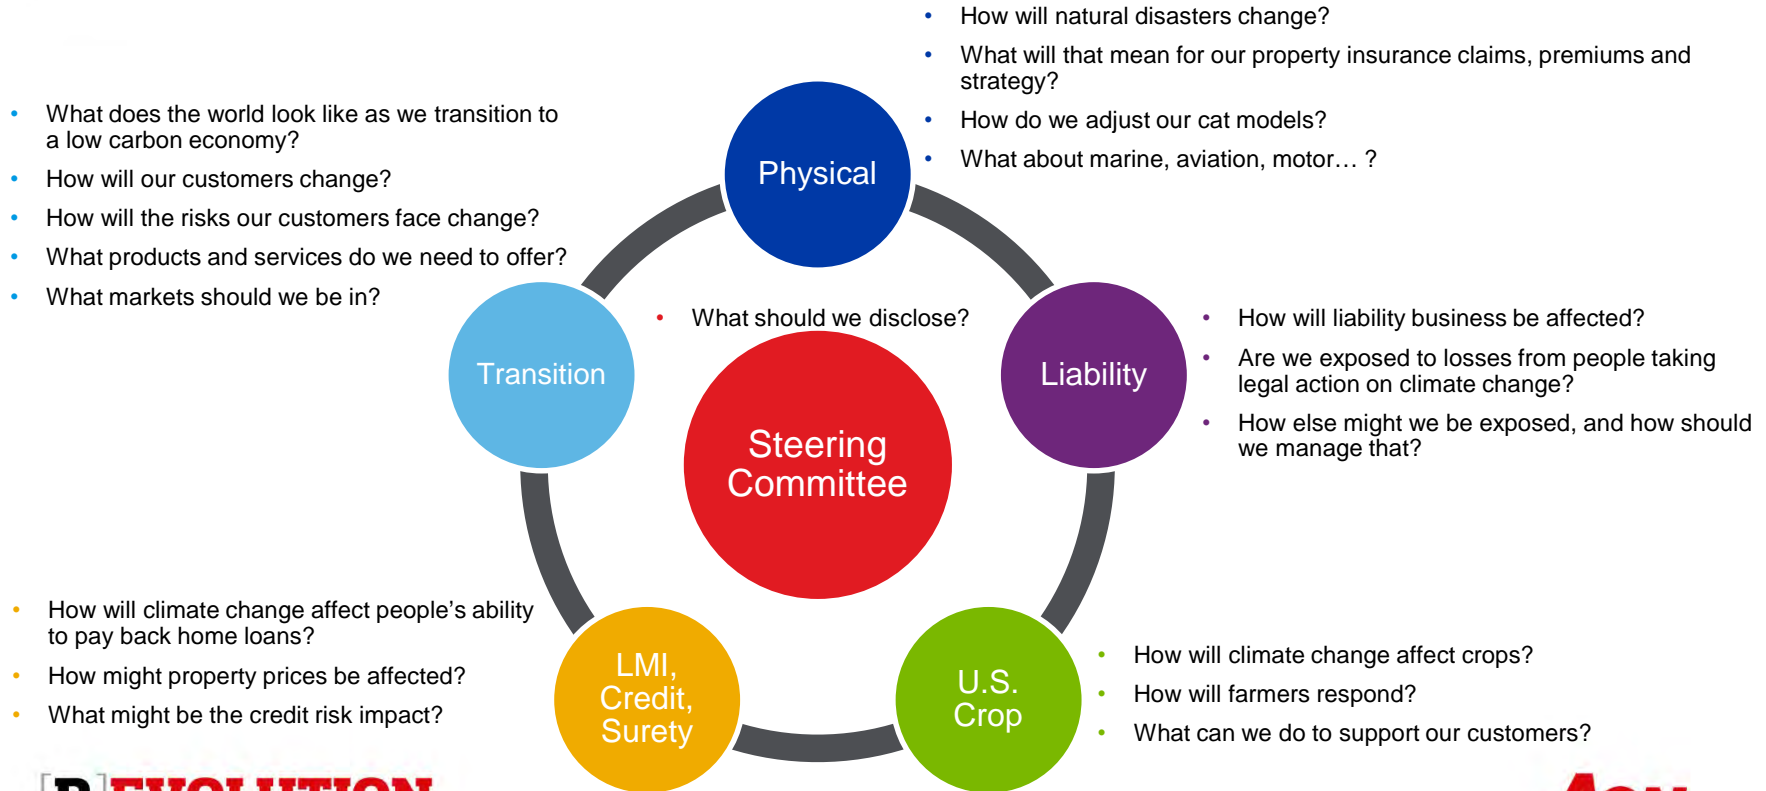 • How will natural disasters change?
• What will that mean for our property insurance claims, premiums and
strategy?
• How do we adjust our cat models?
• What about marine, aviation, motor… ?
• What does the world look like as we transition to
a low carbon economy?
• How will our customers change?
• How will the risks our customers face change?
• What products and services do we need to offer?
• What markets should we be in?
Physical
• What should we disclose?
Transition
Steering
Committee
Liability
• How will liability business be affected?
• Are we exposed to losses from people taking
legal action on climate change?
• How else might we be exposed, and how should
we manage that?
• How will climate change affect people’s ability
to pay back home loans?
• How might property prices be affected?
• What might be the credit risk impact?
LMI,
Credit,
Surety
U.S.
Crop
• How will climate change affect crops?
• How will farmers respond?
• What can we do to support our customers?
[R]EVOLUTION